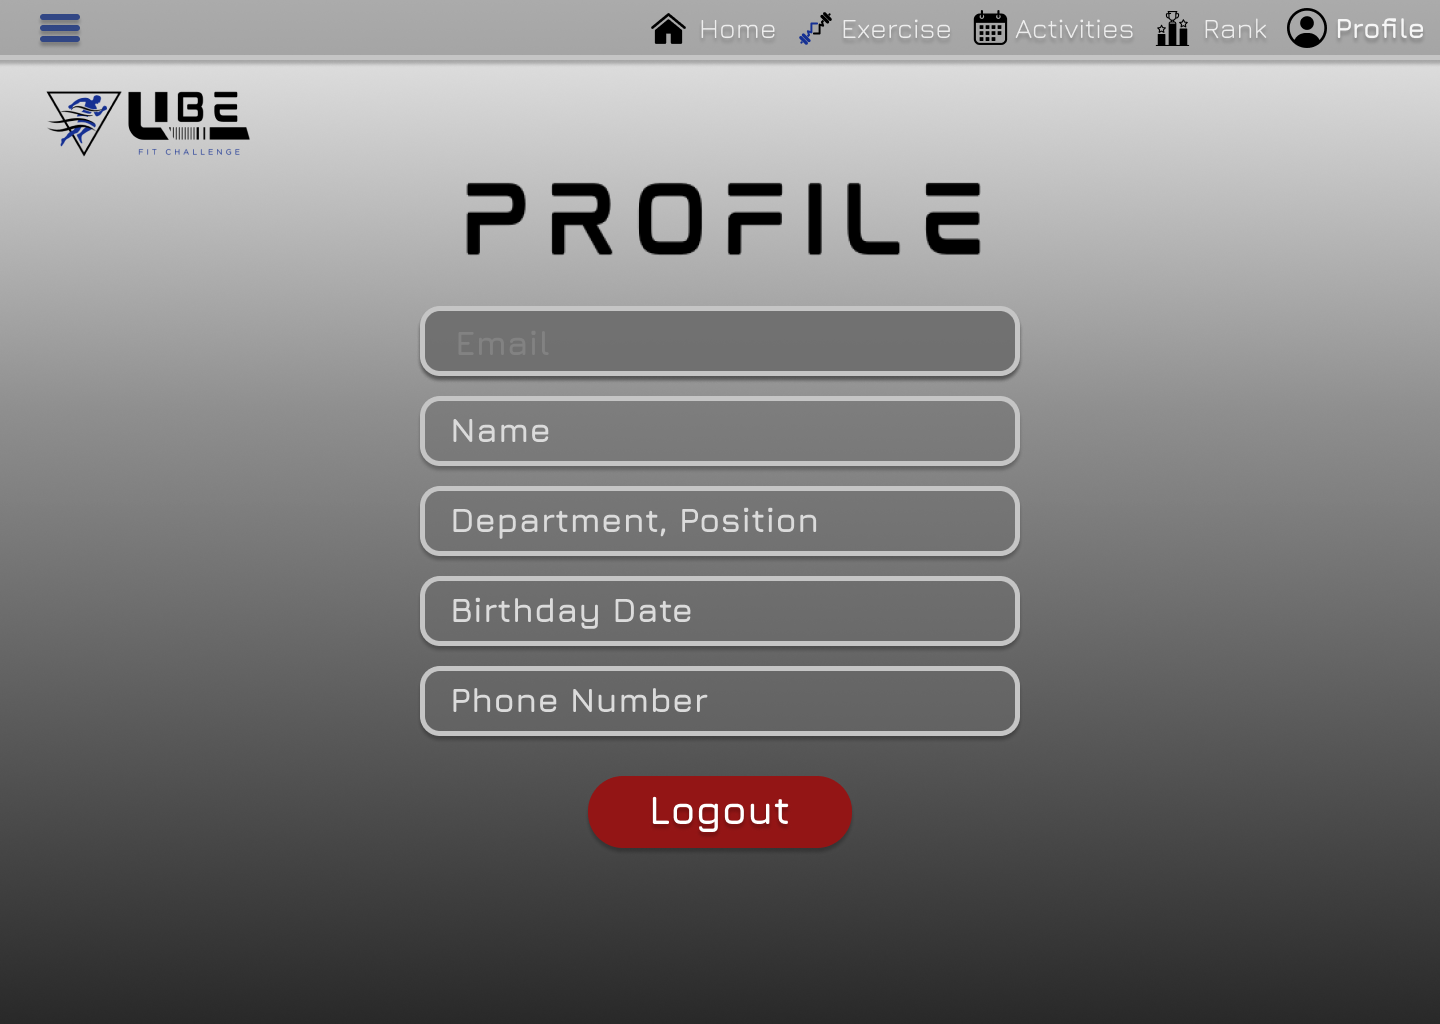 Home Exercise Activities Rank Profile
UBE
FIT CHALLENGE
PROFILE
Email
Name
Department, Position
Birthday Date
Phone Number
Logout